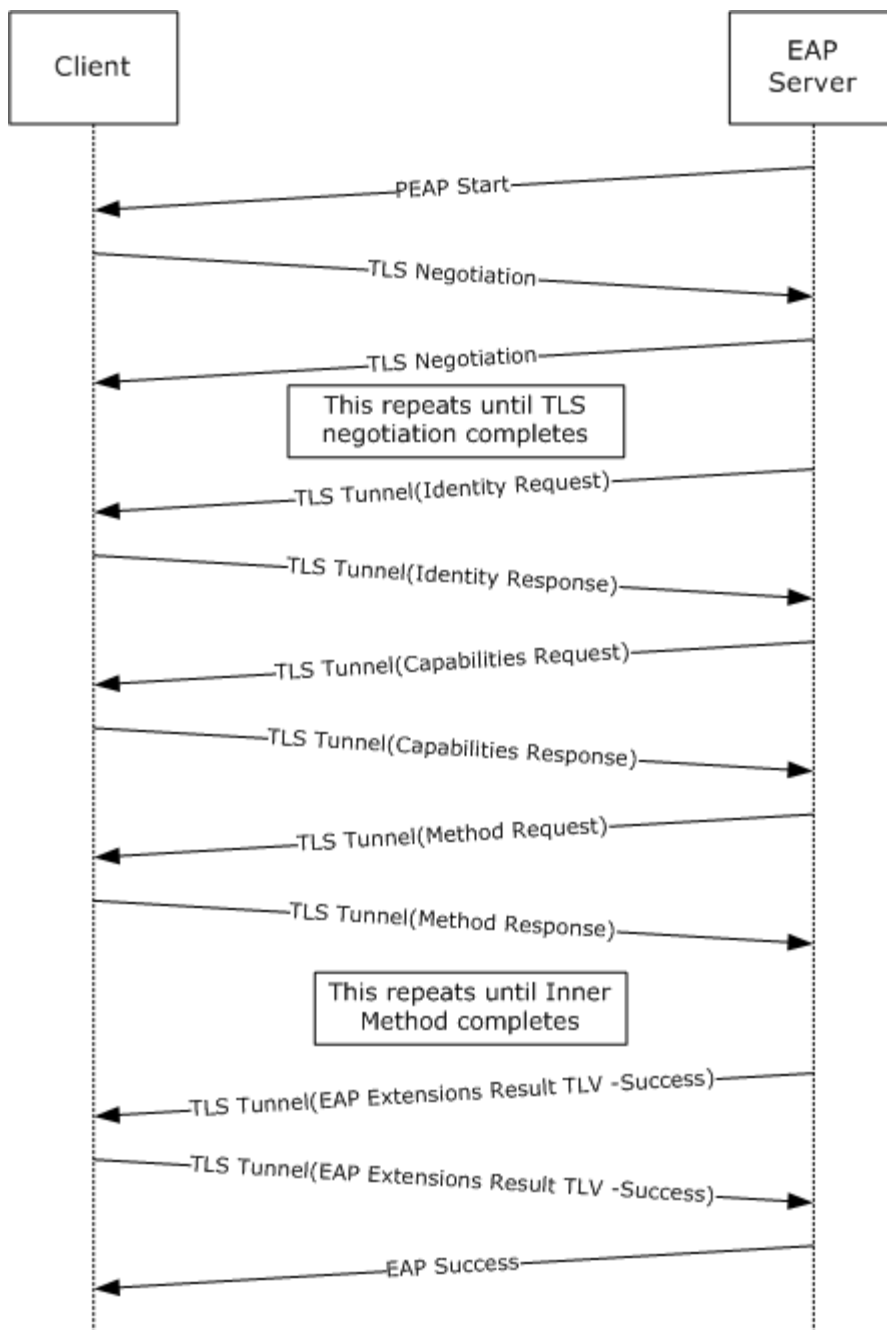 Client
EAP
Server
PEAP Start
TLS Negotiation
TLS Negotiation
This repeats until TLS
negotiation completes
TLS Tunnel(Identity Request)
TLS Tunnel(Identity Response)
TLS Tunnel(Capabilities Request)
TLS Tunnel(Capabilities Response)
TLS Tunnel(Method Request)
TLS Tunnel(Method Response)
This repeats until Inner
Method completes
TLS Tunnel(EAP Extensions Result TLV -Success)
TLS Tunnel(EAP Extensions Result TLV -Success)
EAP Success